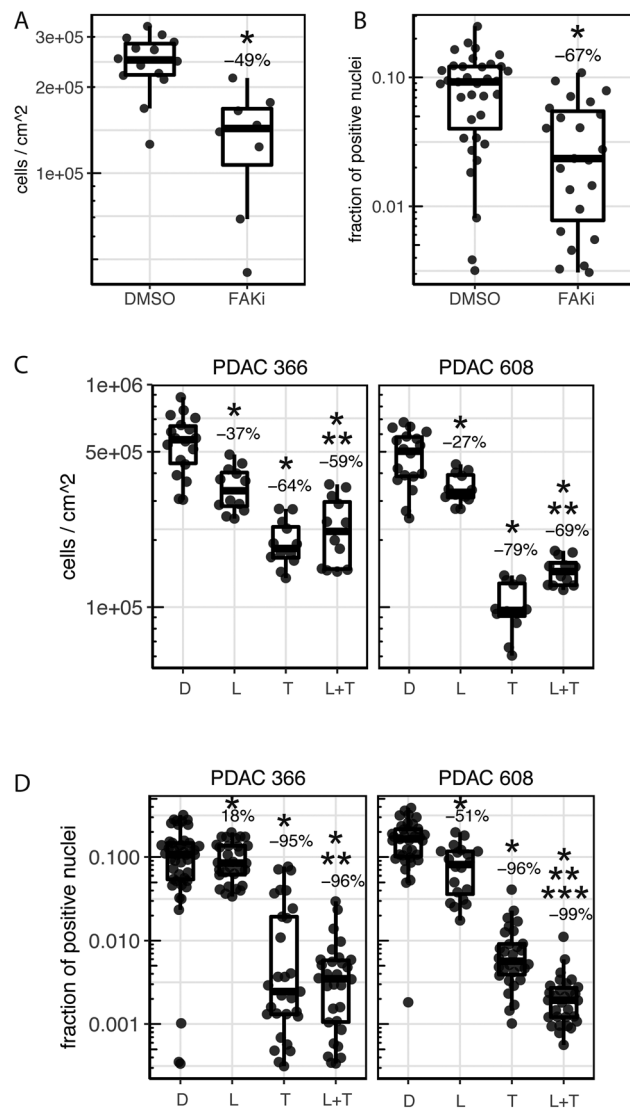 A
B
*
−49%
*
−67%
3e+05
2e+05
1e+05
cells / cm^2
0.10
0.01
fraction of positive nuclei
DMSO FAKi
DMSO FAKi
C
PDAC 366 PDAC 608
1e+06
5e+05
1e+05
cells / cm^2
*
−37%
*
−64%
*
**
−59%
*
−27%
*
−79%
*
**
−69%
D L T L+T
D L T L+T
D
PDAC 366 PDAC 608
0.100
0.010
0.001
fraction of positive nuclei
*
18%
*
−95%
*
**
−96%
*
−51%
*
−96%
*
**
***
−99%
D L T L+T
D L T L+T